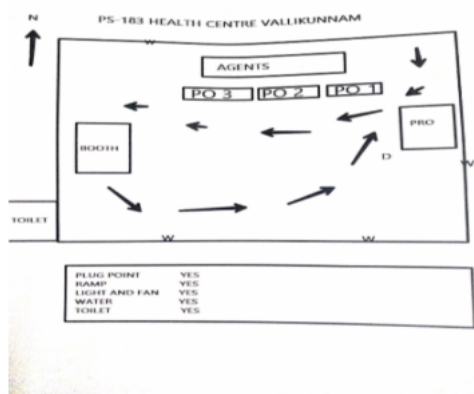 N
PS-183 HEALTH CENTRE VALLIKUNNAM
W
AGENTS
PO 3 PO 2 PO 1
PRO
BOOTH
D
W
TOILET
W W
PLUG POINT YES
RAMP YES
LIGHT AND FAN YES
WATER YES
TOILET YES